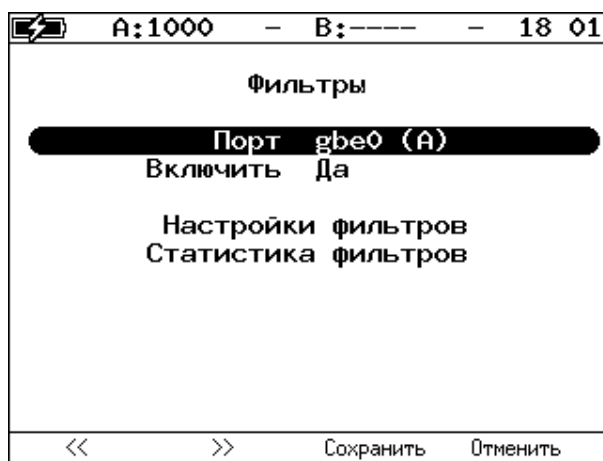 A:1000 – B:---- – 18 01
Фильтры
Порт gbe0 (A)
Включить Да
Настройки фильтров
Статистика фильтров
<< >> Сохранить Отменить